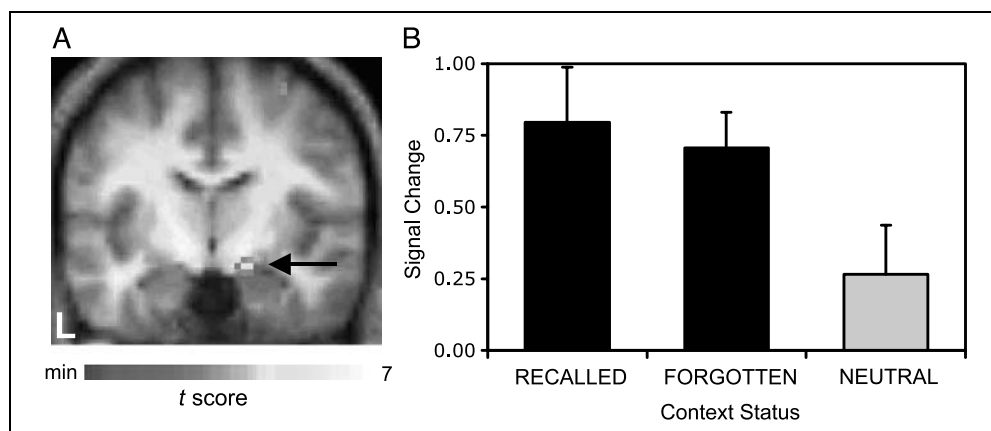 A
L
min 7
t score
B
1.00
0.75
0.50
0.25
0.00
Signal Change
RECALLED FORGOTTEN NEUTRAL
Context Status